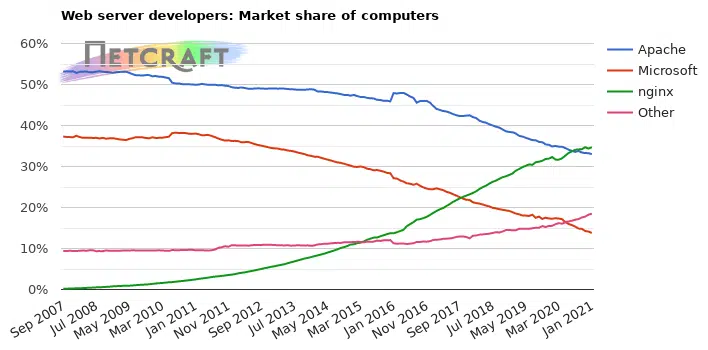 Web server developers: Market share of computers
NETCRAFT
60%
50%
40%
30%
20%
10%
0%
Sep 2007
Jul 2008
May 2009
Mar 2010
Jan 2011
Nov 2011
Sep 2012
Jul 2013
May 2014
Mar 2015
Jan 2016
Nov 2016
Sep 2017
Jul 2018
May 2019
Mar 2020
Jan 2021
Apache
Microsoft
nginx
Other